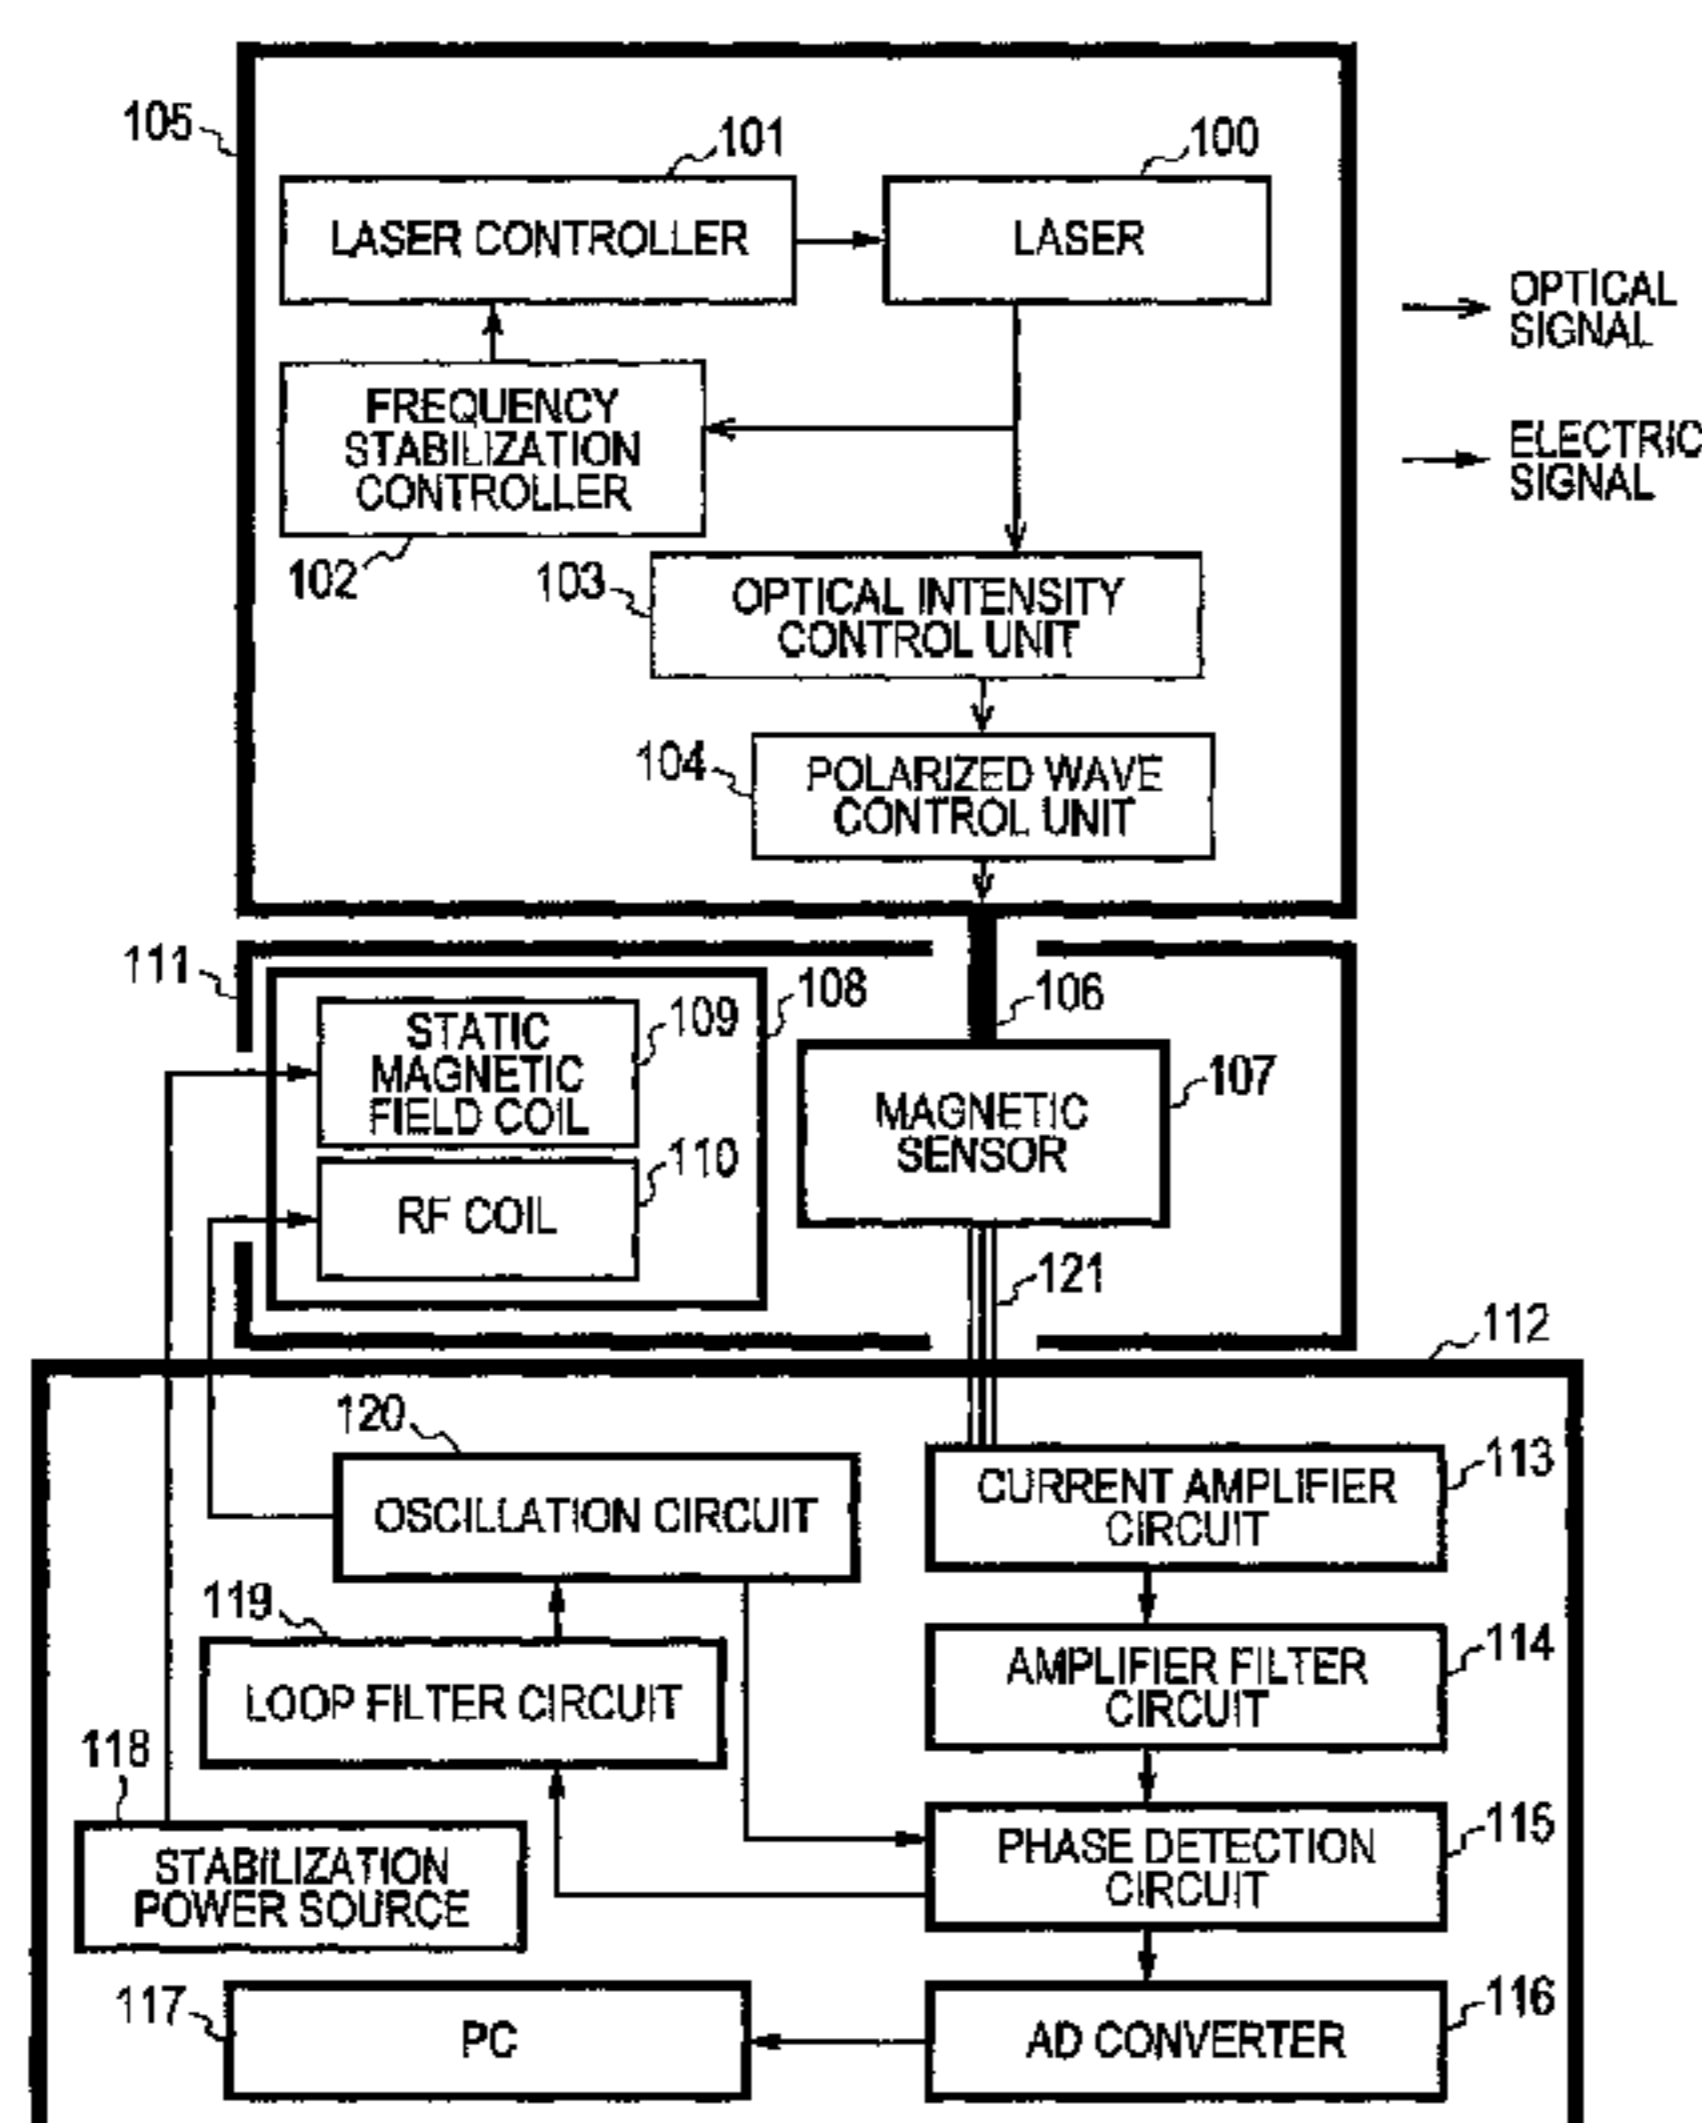 105
101
100
LASER CONTROLLER
LASER
OPTICAL
SIGNAL
FREQUENCY
STABILIZATION
CONTROLLER
ELECTRIC
SIGNAL
102
103
OPTICAL INTENSITY
CONTROL UNIT
104
POLARIZED WAVE
CONTROL UNIT
111
108
106
109
STATIC
MAGNETIC
FIELD COIL
107
MAGNETIC
SENSOR
110
RF COIL
121
112
120
113
OSCILLATION CIRCUIT
CURRENT AMPLIFIER
CIRCUIT
119
114
LOOP FILTER CIRCUIT
AMPLIFIER FILTER
CIRCUIT
118
115
STABILIZATION
POWER SOURCE
PHASE DETECTION
CIRCUIT
117
116
PC
AD CONVERTER